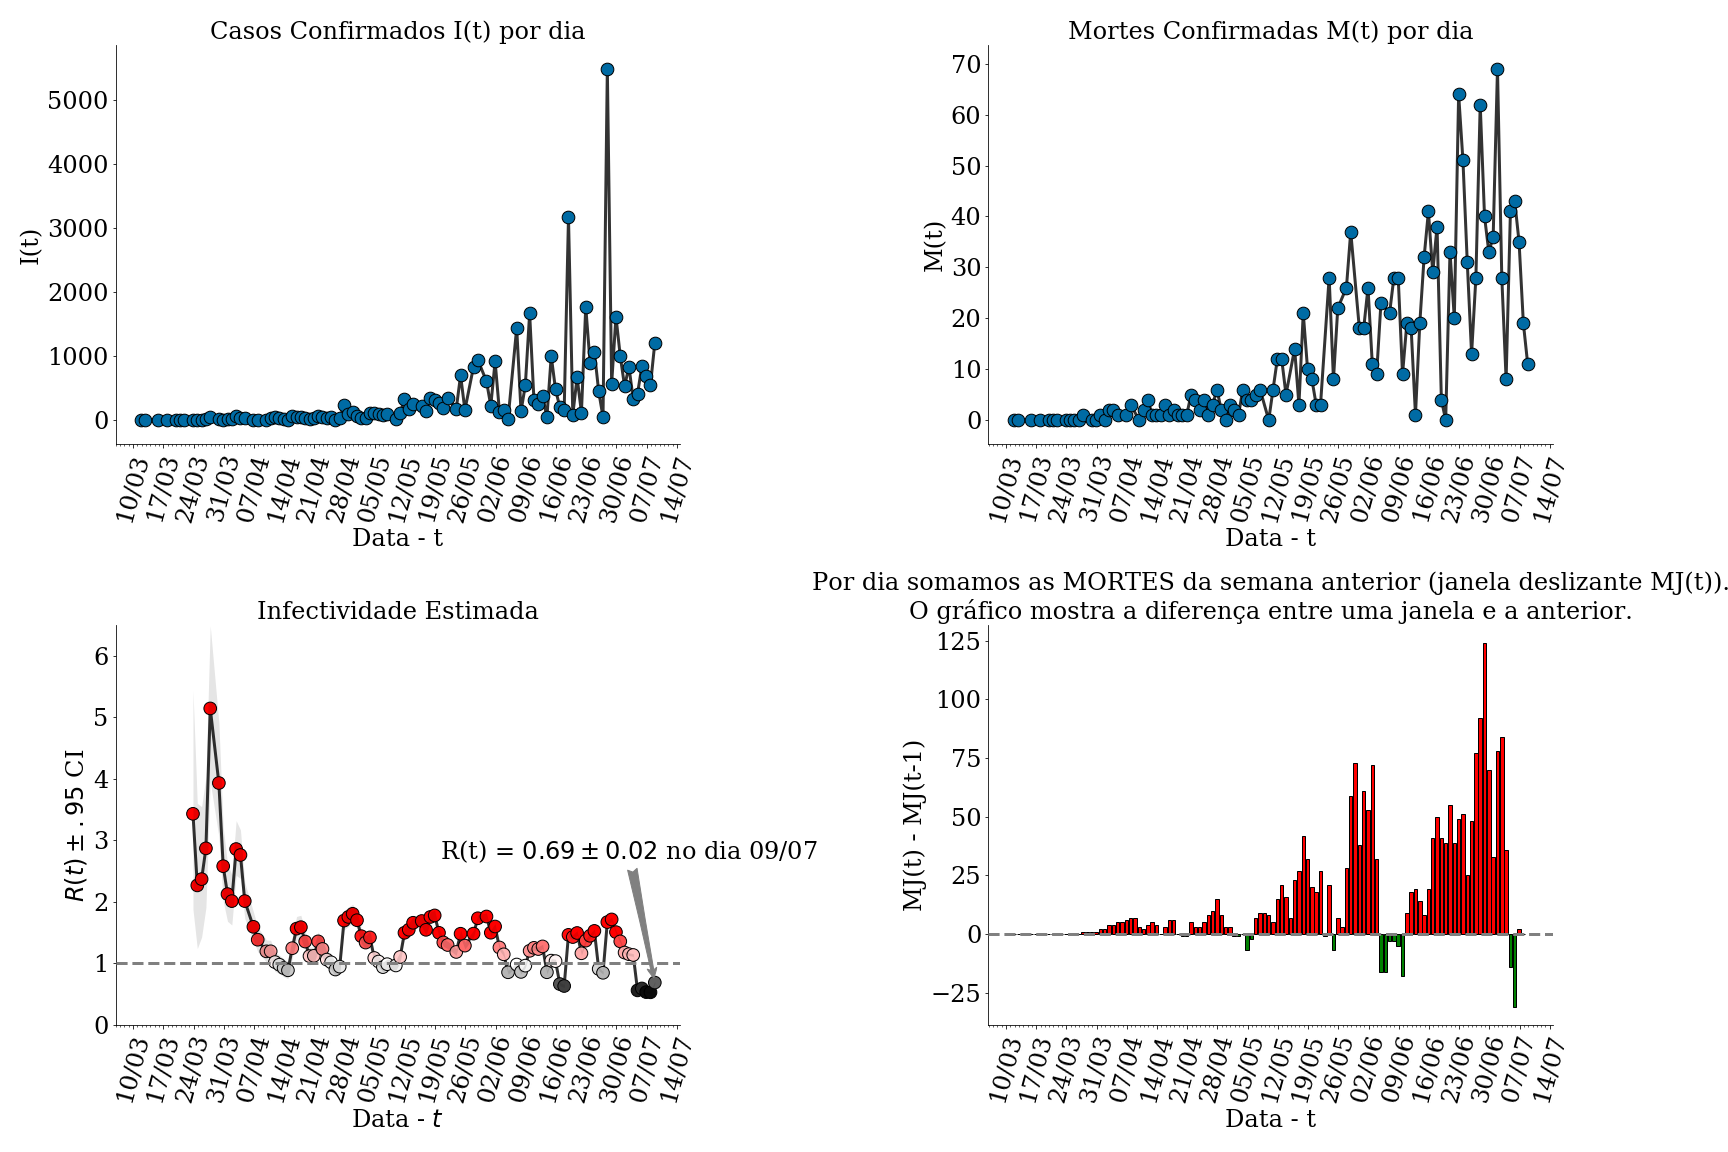 Casos Confirmados I(t) por dia
I(t)
5000
4000
3000
2000
1000
0
10/03 17/03 24/03 31/03 07/04 14/04 21/04 28/04 05/05 12/05 19/05 26/05 02/06 09/06 16/06 23/06 30/06 07/07 14/07
Data - t
Mortes Confirmadas M(t) por dia
M(t)
70
60
50
40
30
20
10
0
10/03 17/03 24/03 31/03 07/04 14/04 21/04 28/04 05/05 12/05 19/05 26/05 02/06 09/06 16/06 23/06 30/06 07/07 14/07
Data - t
Infectividade Estimada
R(t) ± .95 CI
6
5
4
3
2
1
0
R(t) = 0.69 ± 0.02 no dia 09/07
10/03 17/03 24/03 31/03 07/04 14/04 21/04 28/04 05/05 12/05 19/05 26/05 02/06 09/06 16/06 23/06 30/06 07/07 14/07
Data - t
Por dia somamos as MORTES da semana anterior (janela deslizante MJ(t)).
O gráfico mostra a diferença entre uma janela e a anterior.
MJ(t) - MJ(t-1)
125
100
75
50
25
0
−25
10/03 17/03 24/03 31/03 07/04 14/04 21/04 28/04 05/05 12/05 19/05 26/05 02/06 09/06 16/06 23/06 30/06 07/07 14/07
Data - t